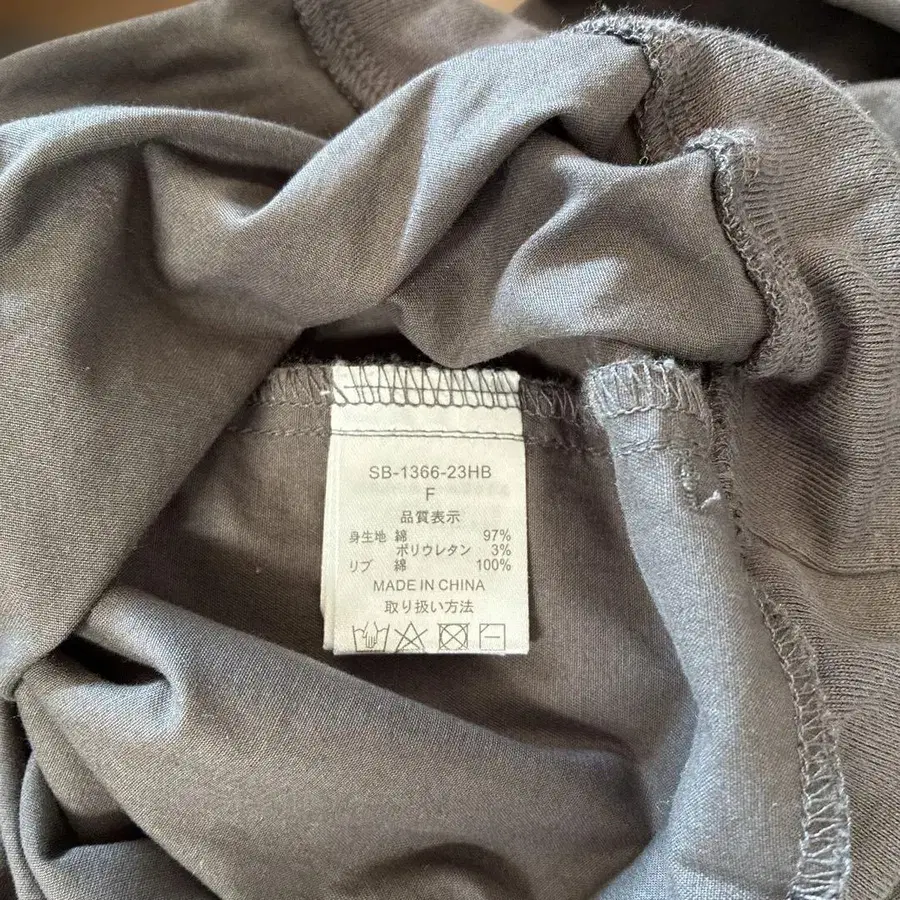 SB-1366-23HB
F
品質表示
身生地 綿 97%
ポリウレタン 3%
リブ 綿 100%
MADE IN CHINA
取り扱い方法